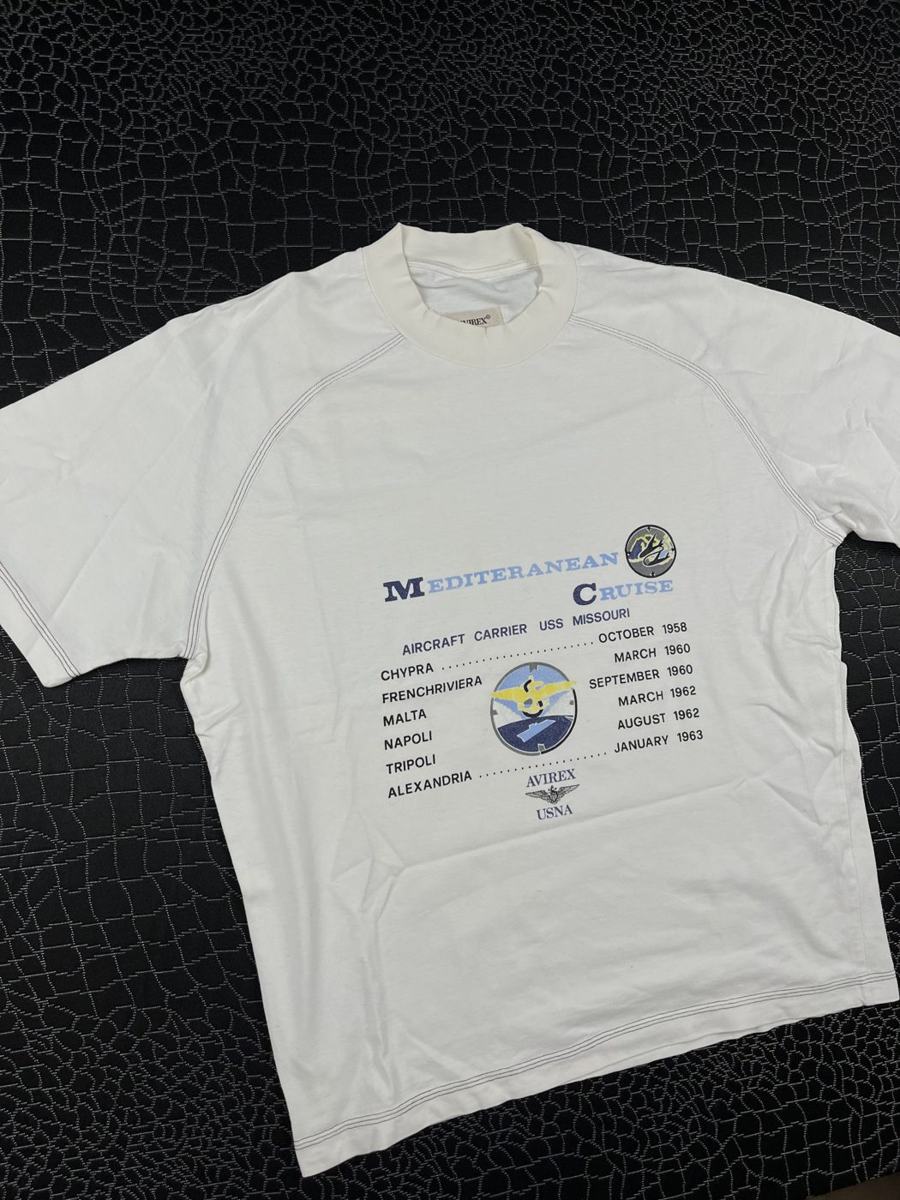 AVIREX®
MEDITERANEAN
CRUISE
AIRCRAFT CARRIER USS MISSOURI
CHYPRA ........................ OCTOBER 1958
FRENCHRIVIERA MARCH 1960
MALTA SEPTEMBER 1960
NAPOLI MARCH 1962
TRIPOLI AUGUST 1962
ALEXANDRIA .................... JANUARY 1963
AVIREX
USNA